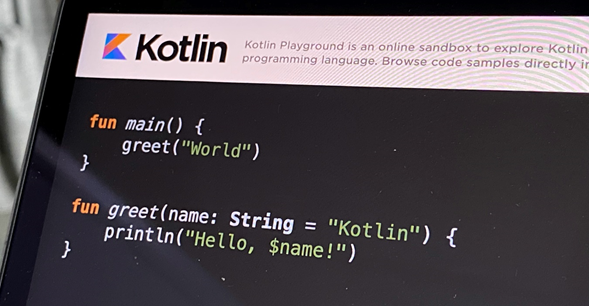 Kotlin
Kotlin Playground is an online sandbox to explore Kotlin
programming language. Browse code samples directly
fun main() {
    greet("World")
}
fun greet(name: String = "Kotlin") {
    println("Hello, $name!")
}